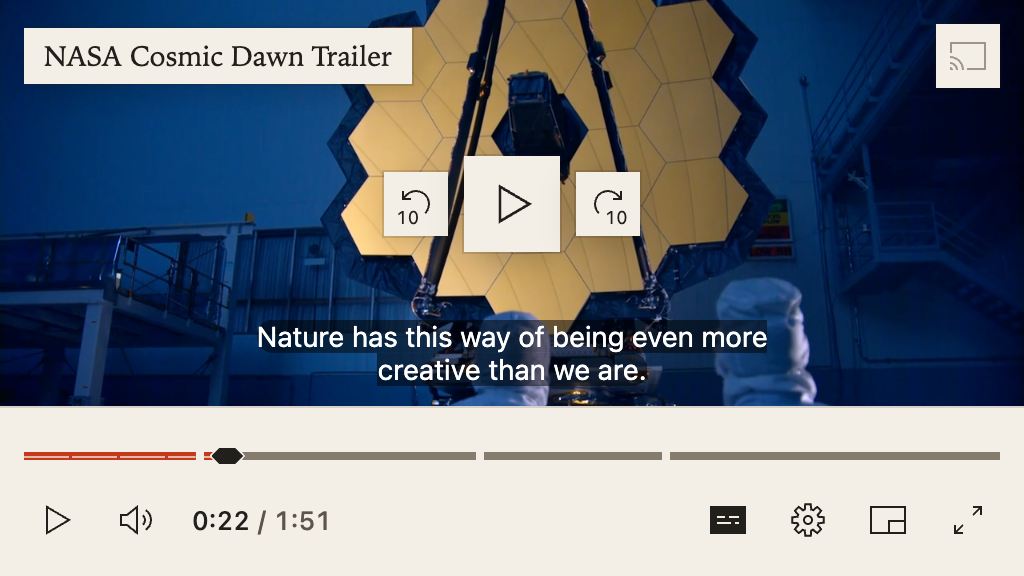 NASA Cosmic Dawn Trailer
10
10
Nature has this way of being even more
creative than we are.
0:22 / 1:51